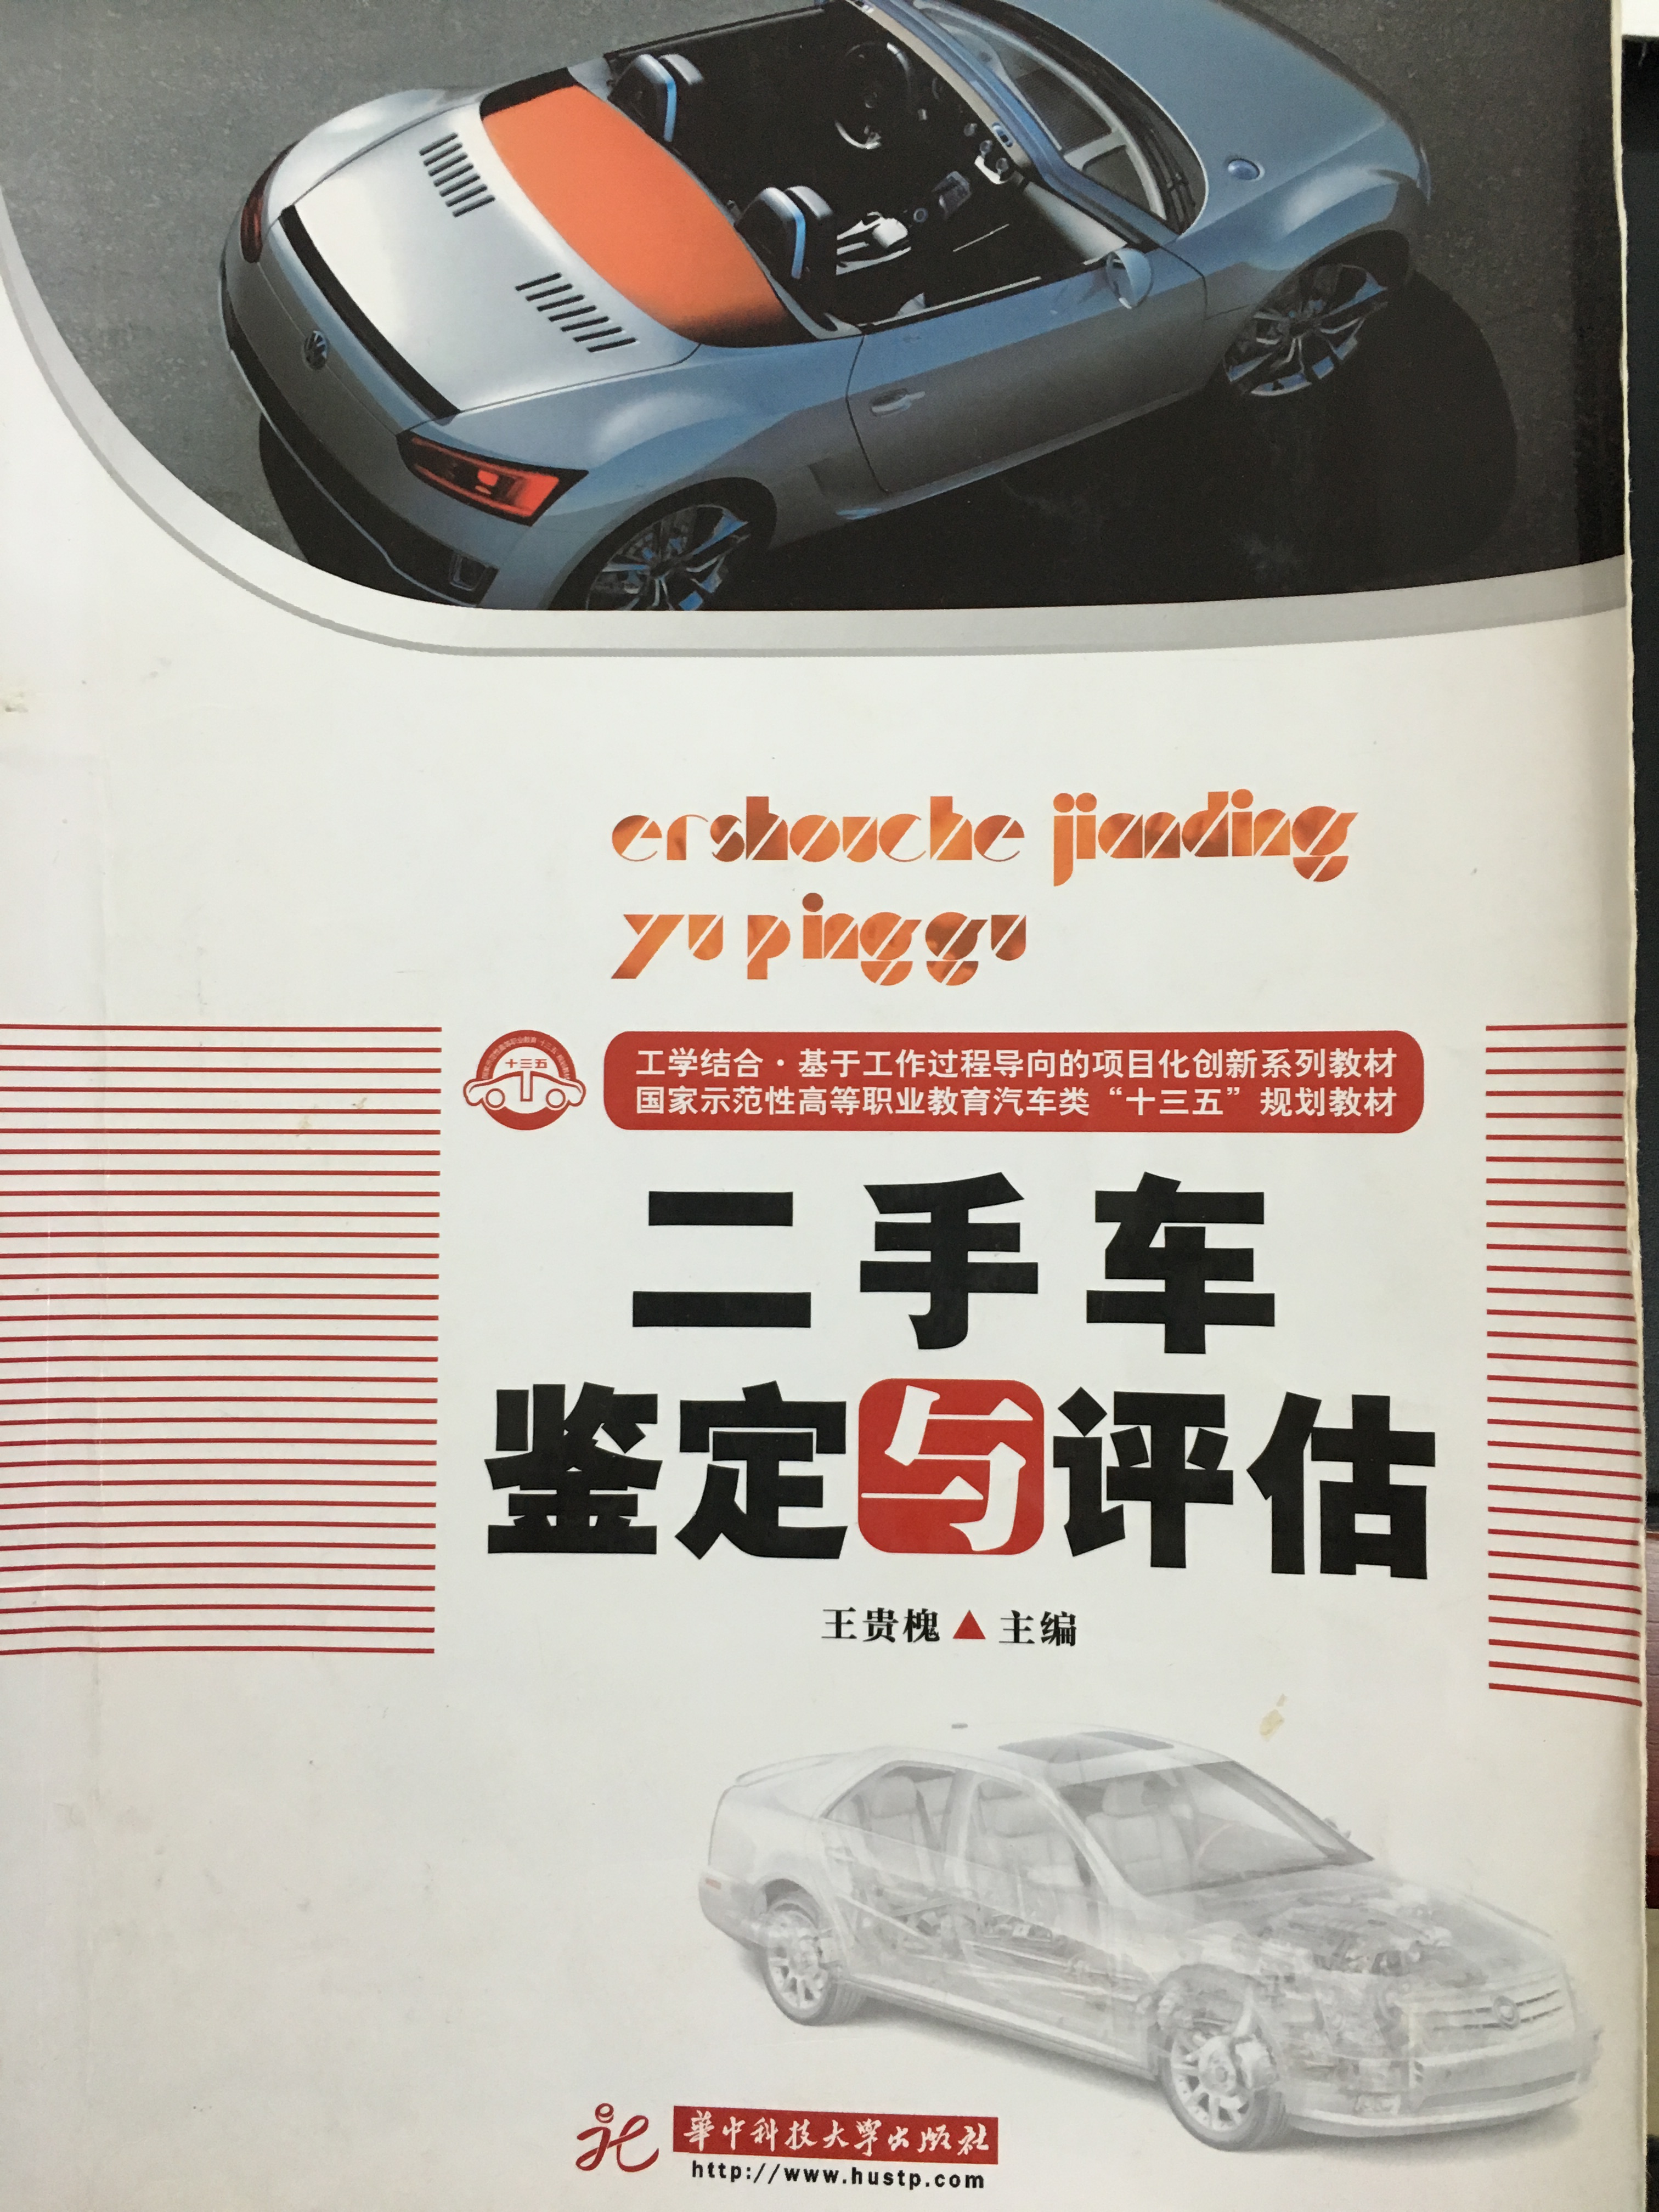 ershouche jianding
yu pinggu
十三五
工学结合·基于工作过程导向的项目化创新系列教材
国家示范性高等职业教育汽车类“十三五”规划教材
二手车
鉴定与评估
王贵槐▲主编
華中科技大學出版社
http://www.hustp.com